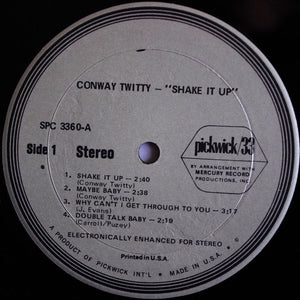 CONWAY TWITTY — "SHAKE IT UP"
SPC 3360-A
Side 1 Stereo
pickwick/33
BY ARRANGEMENT WITH
MERCURY RECORD
PRODUCTIONS, INC.
1. SHAKE IT UP — 2:40
(Conway Twitty)
2. MAYBE BABY — 2:38
(Conway Twitty)
3. WHY CAN'T I GET THROUGH TO YOU — 3:17
(J. Evans)
4. DOUBLE TALK BABY — 2:19
(Carroll/Puzey)
ELECTRONICALLY ENHANCED FOR STEREO
Printed in U.S.A.
A PRODUCT OF PICKWICK INT'L • MADE IN U.S.A.